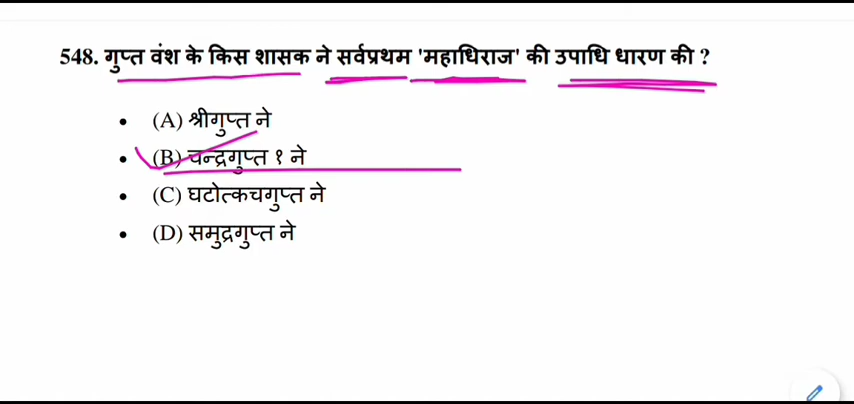 548. गुप्त वंश के किस शासक ने सर्वप्रथम 'महाधिराज' की उपाधि धारण की ?
• (A) श्रीगुप्त ने
• (B) चन्द्रगुप्त १ ने
• (C) घटोत्कचगुप्त ने
• (D) समुद्रगुप्त ने